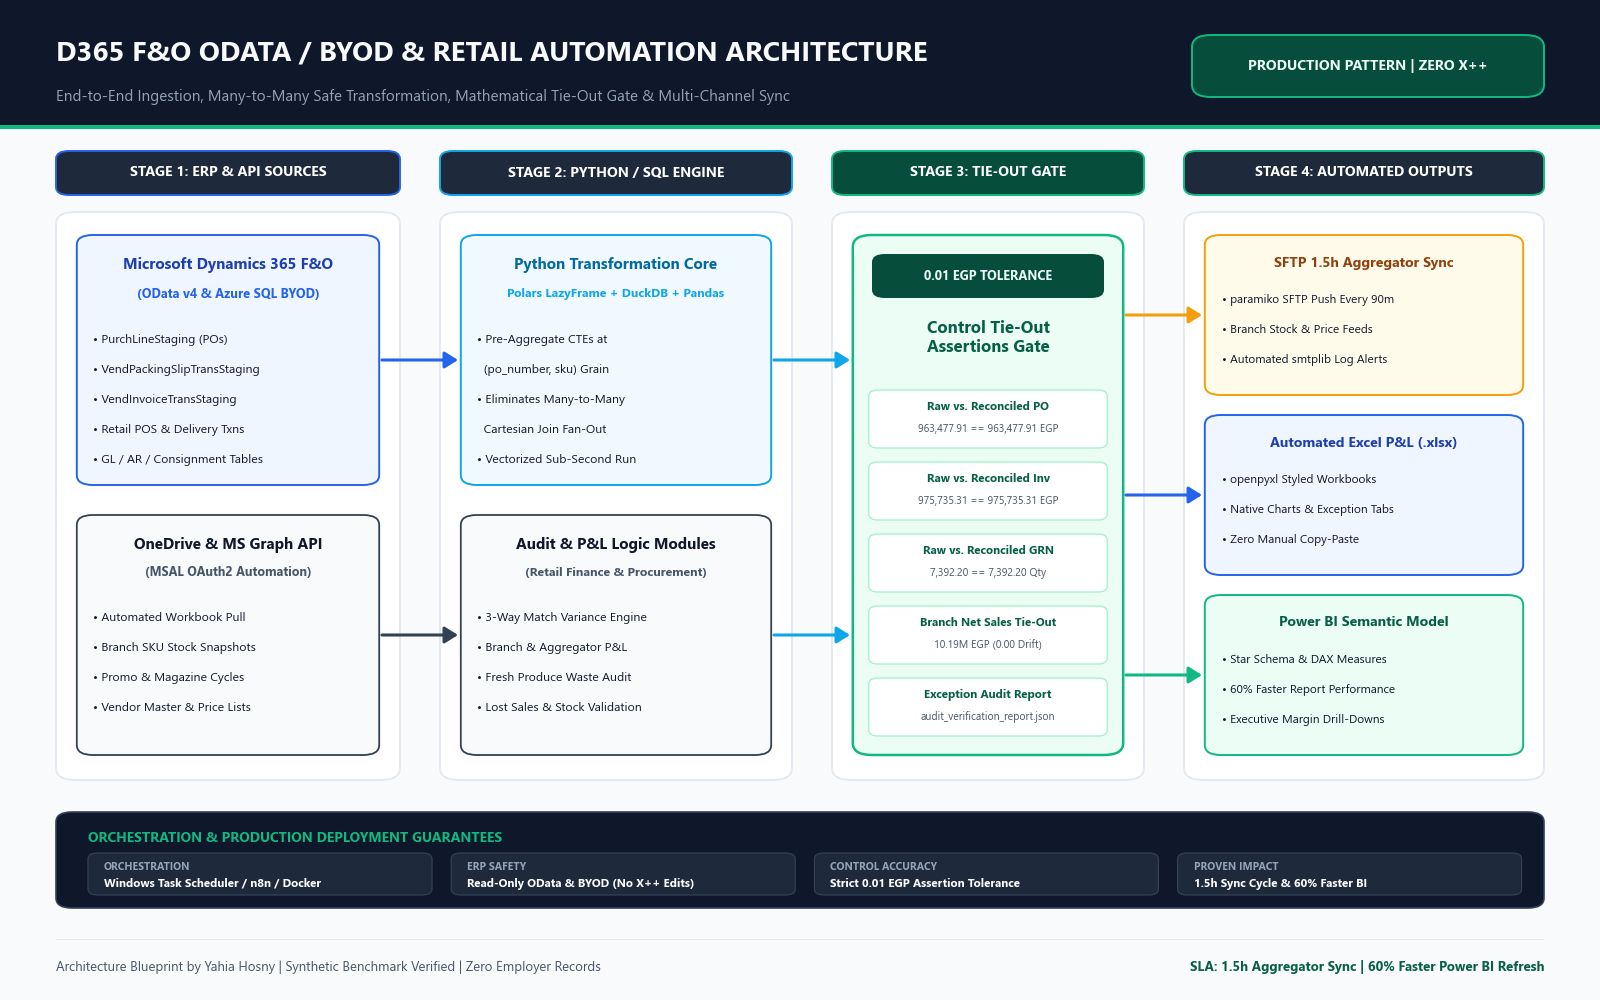 D365 F&O ODATA / BYOD & RETAIL AUTOMATION ARCHITECTURE
End-to-End Ingestion, Many-to-Many Safe Transformation, Mathematical Tie-Out Gate & Multi-Channel Sync
PRODUCTION PATTERN | ZERO X++
STAGE 1: ERP & API SOURCES
Microsoft Dynamics 365 F&O
(OData v4 & Azure SQL BYOD)
• PurchLineStaging (POs)
• VendPackingSlipTransStaging
• VendInvoiceTransStaging
• Retail POS & Delivery Txns
• GL / AR / Consignment Tables
OneDrive & MS Graph API
(MSAL OAuth2 Automation)
• Automated Workbook Pull
• Branch SKU Stock Snapshots
• Promo & Magazine Cycles
• Vendor Master & Price Lists
STAGE 2: PYTHON / SQL ENGINE
Python Transformation Core
Polars LazyFrame + DuckDB + Pandas
• Pre-Aggregate CTEs at
(po_number, sku) Grain
• Eliminates Many-to-Many
Cartesian Join Fan-Out
• Vectorized Sub-Second Run
Audit & P&L Logic Modules
(Retail Finance & Procurement)
• 3-Way Match Variance Engine
• Branch & Aggregator P&L
• Fresh Produce Waste Audit
• Lost Sales & Stock Validation
STAGE 3: TIE-OUT GATE
0.01 EGP TOLERANCE
Control Tie-Out
Assertions Gate
Raw vs. Reconciled PO
963,477.91 == 963,477.91 EGP
Raw vs. Reconciled Inv
975,735.31 == 975,735.31 EGP
Raw vs. Reconciled GRN
7,392.20 == 7,392.20 Qty
Branch Net Sales Tie-Out
10.19M EGP (0.00 Drift)
Exception Audit Report
audit_verification_report.json
STAGE 4: AUTOMATED OUTPUTS
SFTP 1.5h Aggregator Sync
• paramiko SFTP Push Every 90m
• Branch Stock & Price Feeds
• Automated smtplib Log Alerts
Automated Excel P&L (.xlsx)
• openpyxl Styled Workbooks
• Native Charts & Exception Tabs
• Zero Manual Copy-Paste
Power BI Semantic Model
• Star Schema & DAX Measures
• 60% Faster Report Performance
• Executive Margin Drill-Downs
ORCHESTRATION & PRODUCTION DEPLOYMENT GUARANTEES
ORCHESTRATION
Windows Task Scheduler / n8n / Docker
ERP SAFETY
Read-Only OData & BYOD (No X++ Edits)
CONTROL ACCURACY
Strict 0.01 EGP Assertion Tolerance
PROVEN IMPACT
1.5h Sync Cycle & 60% Faster BI
Architecture Blueprint by Yahia Hosny | Synthetic Benchmark Verified | Zero Employer Records
SLA: 1.5h Aggregator Sync | 60% Faster Power BI Refresh